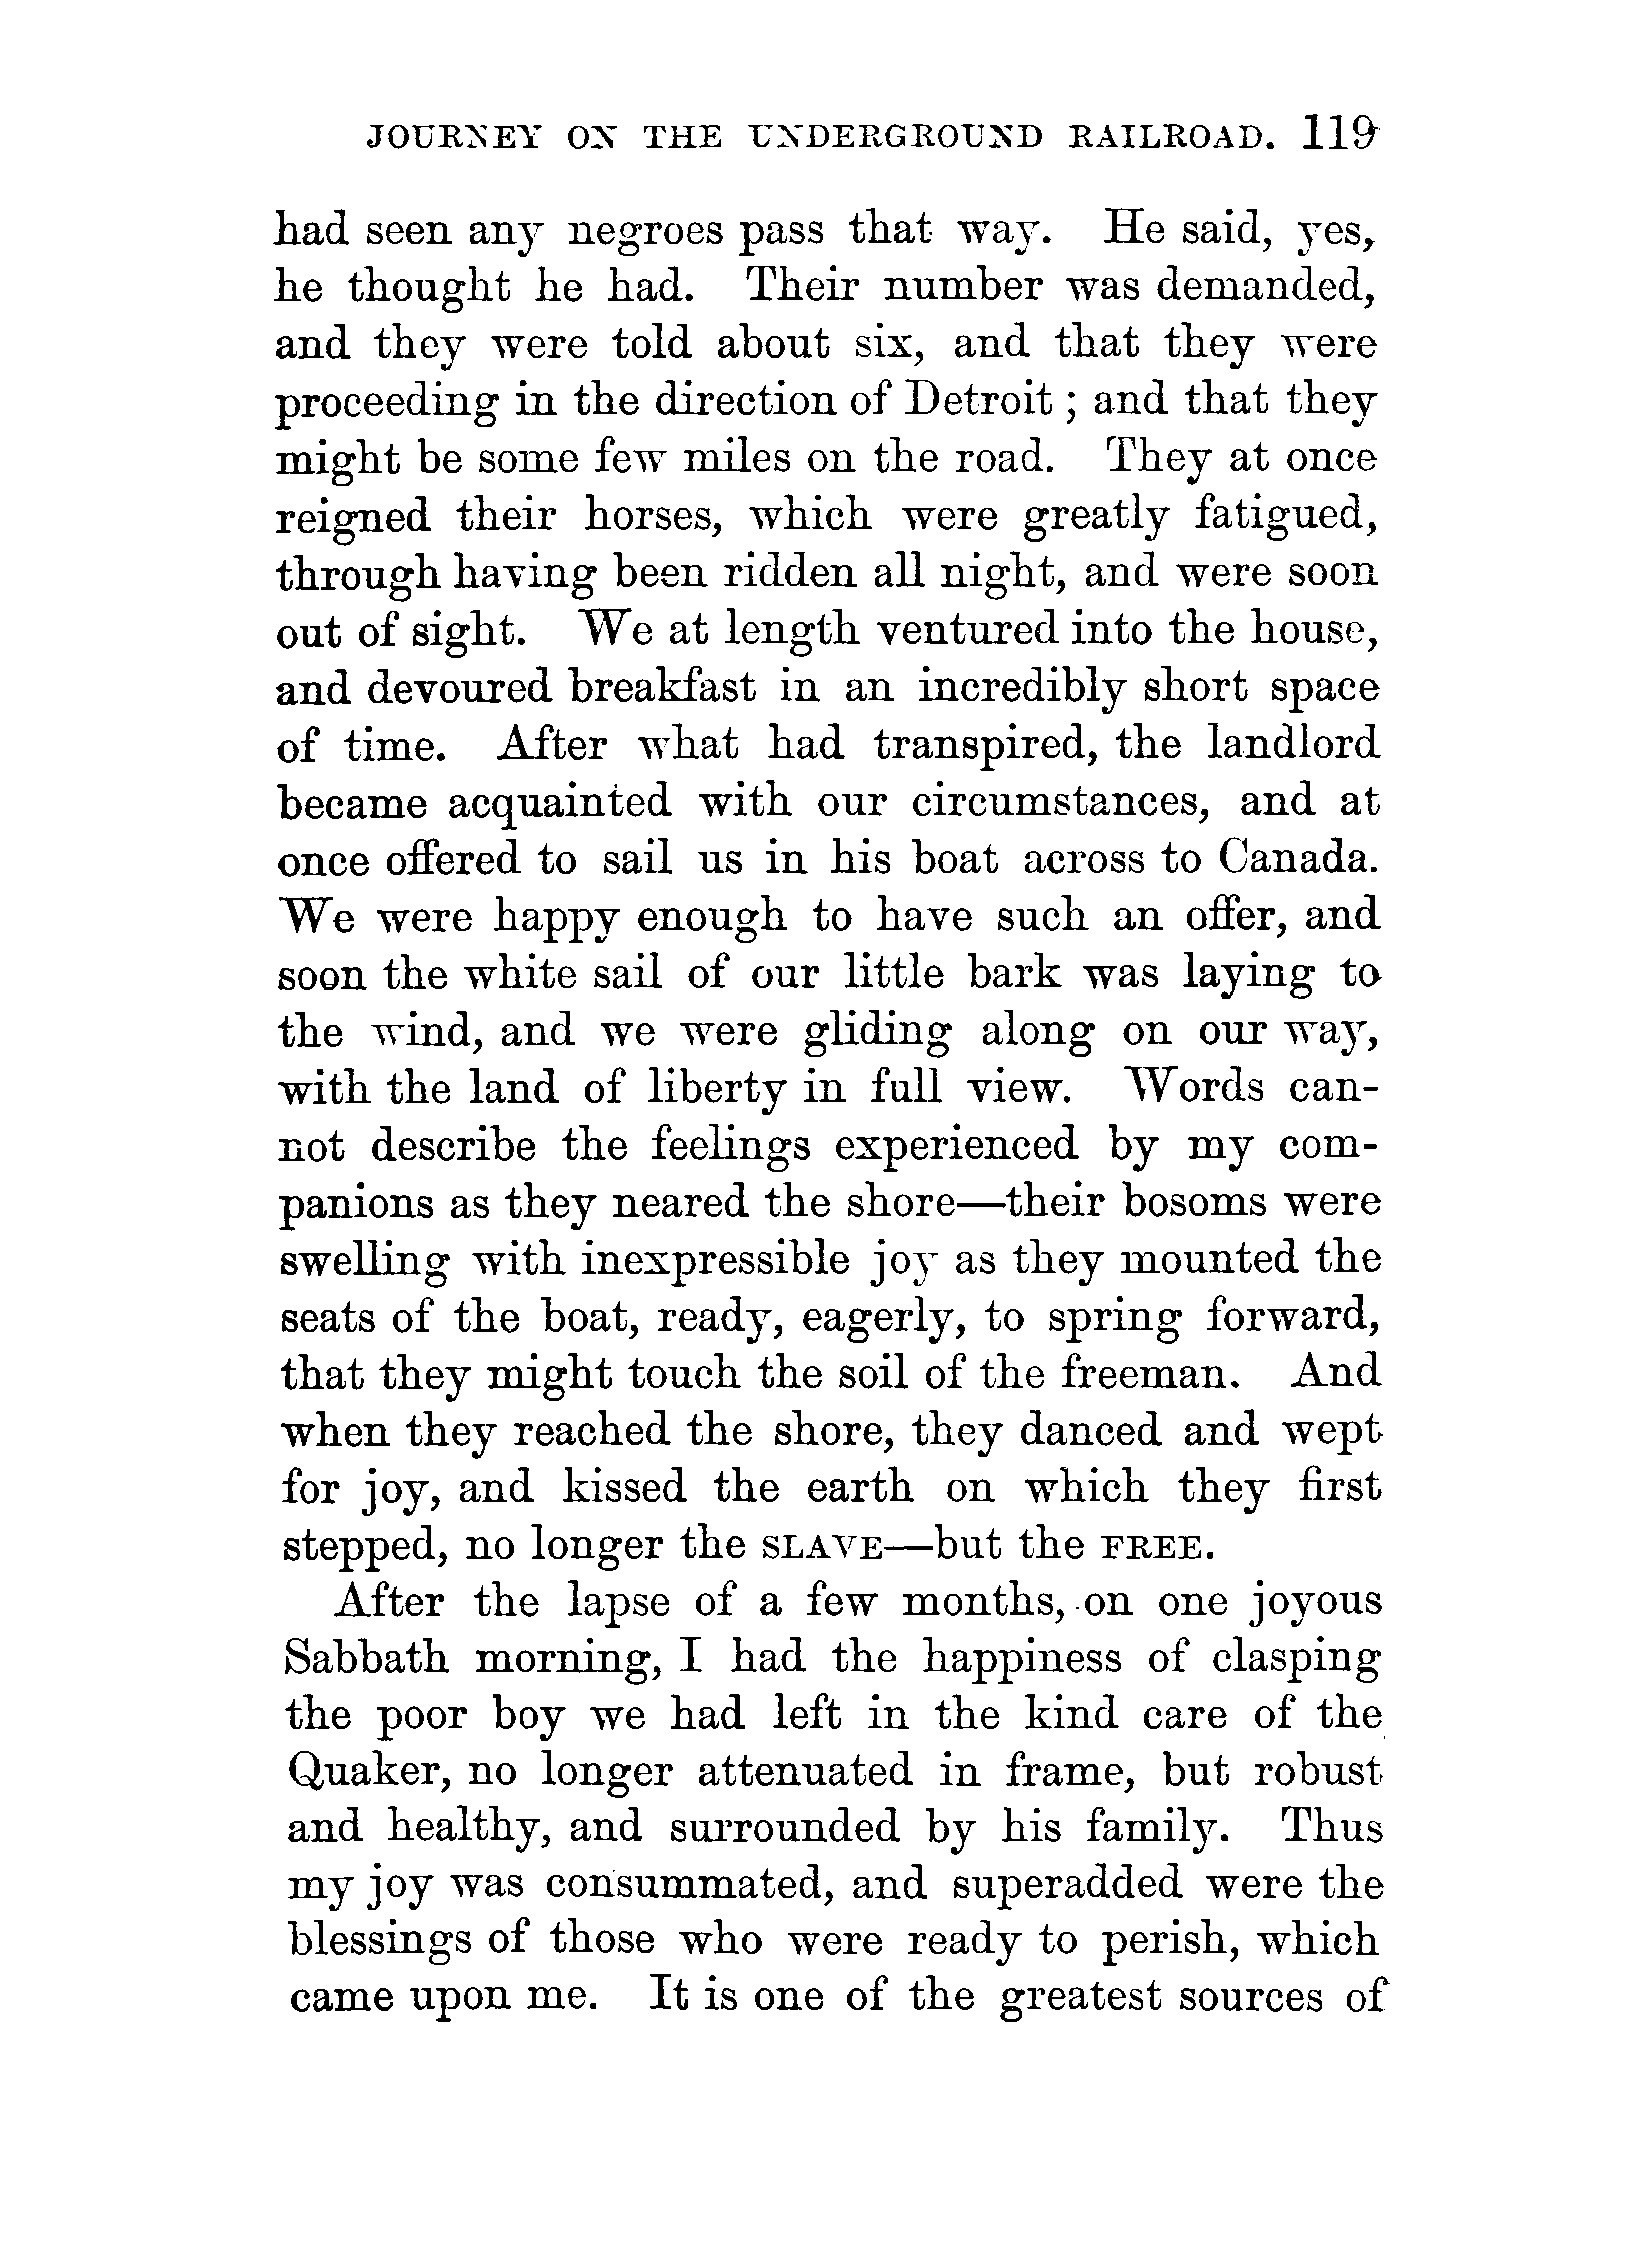 JOURNEY ON THE UNDERGROUND RAILROAD. 119
had seen any negroes pass that way. He said, yes,
he thought he had. Their number was demanded,
and they were told about six, and that they were
proceeding in the direction of Detroit ; and that they
might be some few miles on the road. They at once
reigned their horses, which were greatly fatigued,
through having been ridden all night, and were soon
out of sight. We at length ventured into the house,
and devoured breakfast in an incredibly short space
of time. After what had transpired, the landlord
became acquainted with our circumstances, and at
once offered to sail us in his boat across to Canada.
We were happy enough to have such an offer, and
soon the white sail of our little bark was laying to
the wind, and we were gliding along on our way,
with the land of liberty in full view. Words can-
not describe the feelings experienced by my com-
panions as they neared the shore—their bosoms were
swelling with inexpressible joy as they mounted the
seats of the boat, ready, eagerly, to spring forward,
that they might touch the soil of the freeman. And
when they reached the shore, they danced and wept
for joy, and kissed the earth on which they first
stepped, no longer the SLAVE—but the FREE.
After the lapse of a few months, on one joyous
Sabbath morning, I had the happiness of clasping
the poor boy we had left in the kind care of the
Quaker, no longer attenuated in frame, but robust
and healthy, and surrounded by his family. Thus
my joy was consummated, and superadded were the
blessings of those who were ready to perish, which
came upon me. It is one of the greatest sources of